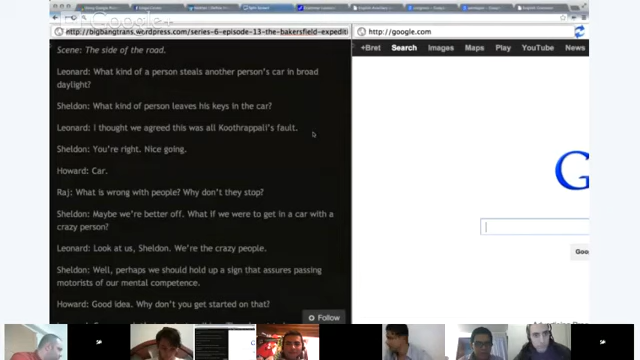 Google+
http://bigbangtrans.wordpress.com/series-6-episode-13-the-bakersfield-expediti
http://google.com
Scene: The side of the road.
+Bret Search Images Maps Play YouTube News
Leonard: What kind of a person steals another person's car in broad
daylight?
Sheldon: What kind of person leaves his keys in the car?
Leonard: I thought we agreed this was all Koothrappali's fault.
Sheldon: You're right. Nice going.
Howard: Car.
Raj: What is wrong with people? Why don't they stop?
Sheldon: Maybe we're better off. What if we were to get in a car with a
crazy person?
Leonard: Look at us, Sheldon. We're the crazy people.
Sheldon: Well, perhaps we should hold up a sign that assures passing
motorists of our mental competence.
Howard: Good idea. Why don't you get started on that?
G
Goo
Follow